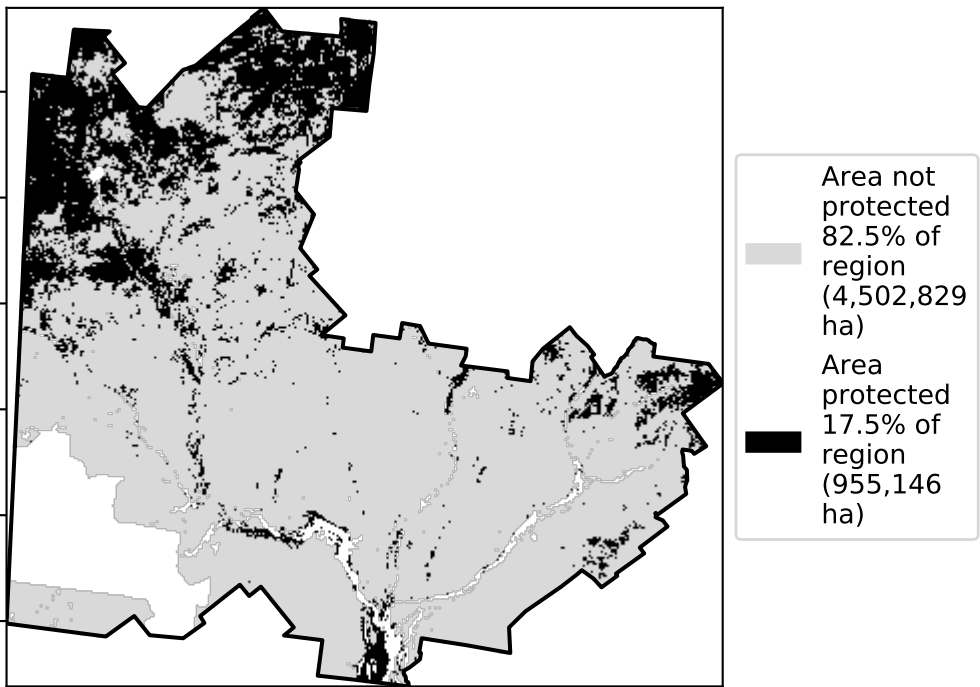 Area not
protected
82.5% of
region
(4,502,829
ha)
Area
protected
17.5% of
region
(955,146
ha)